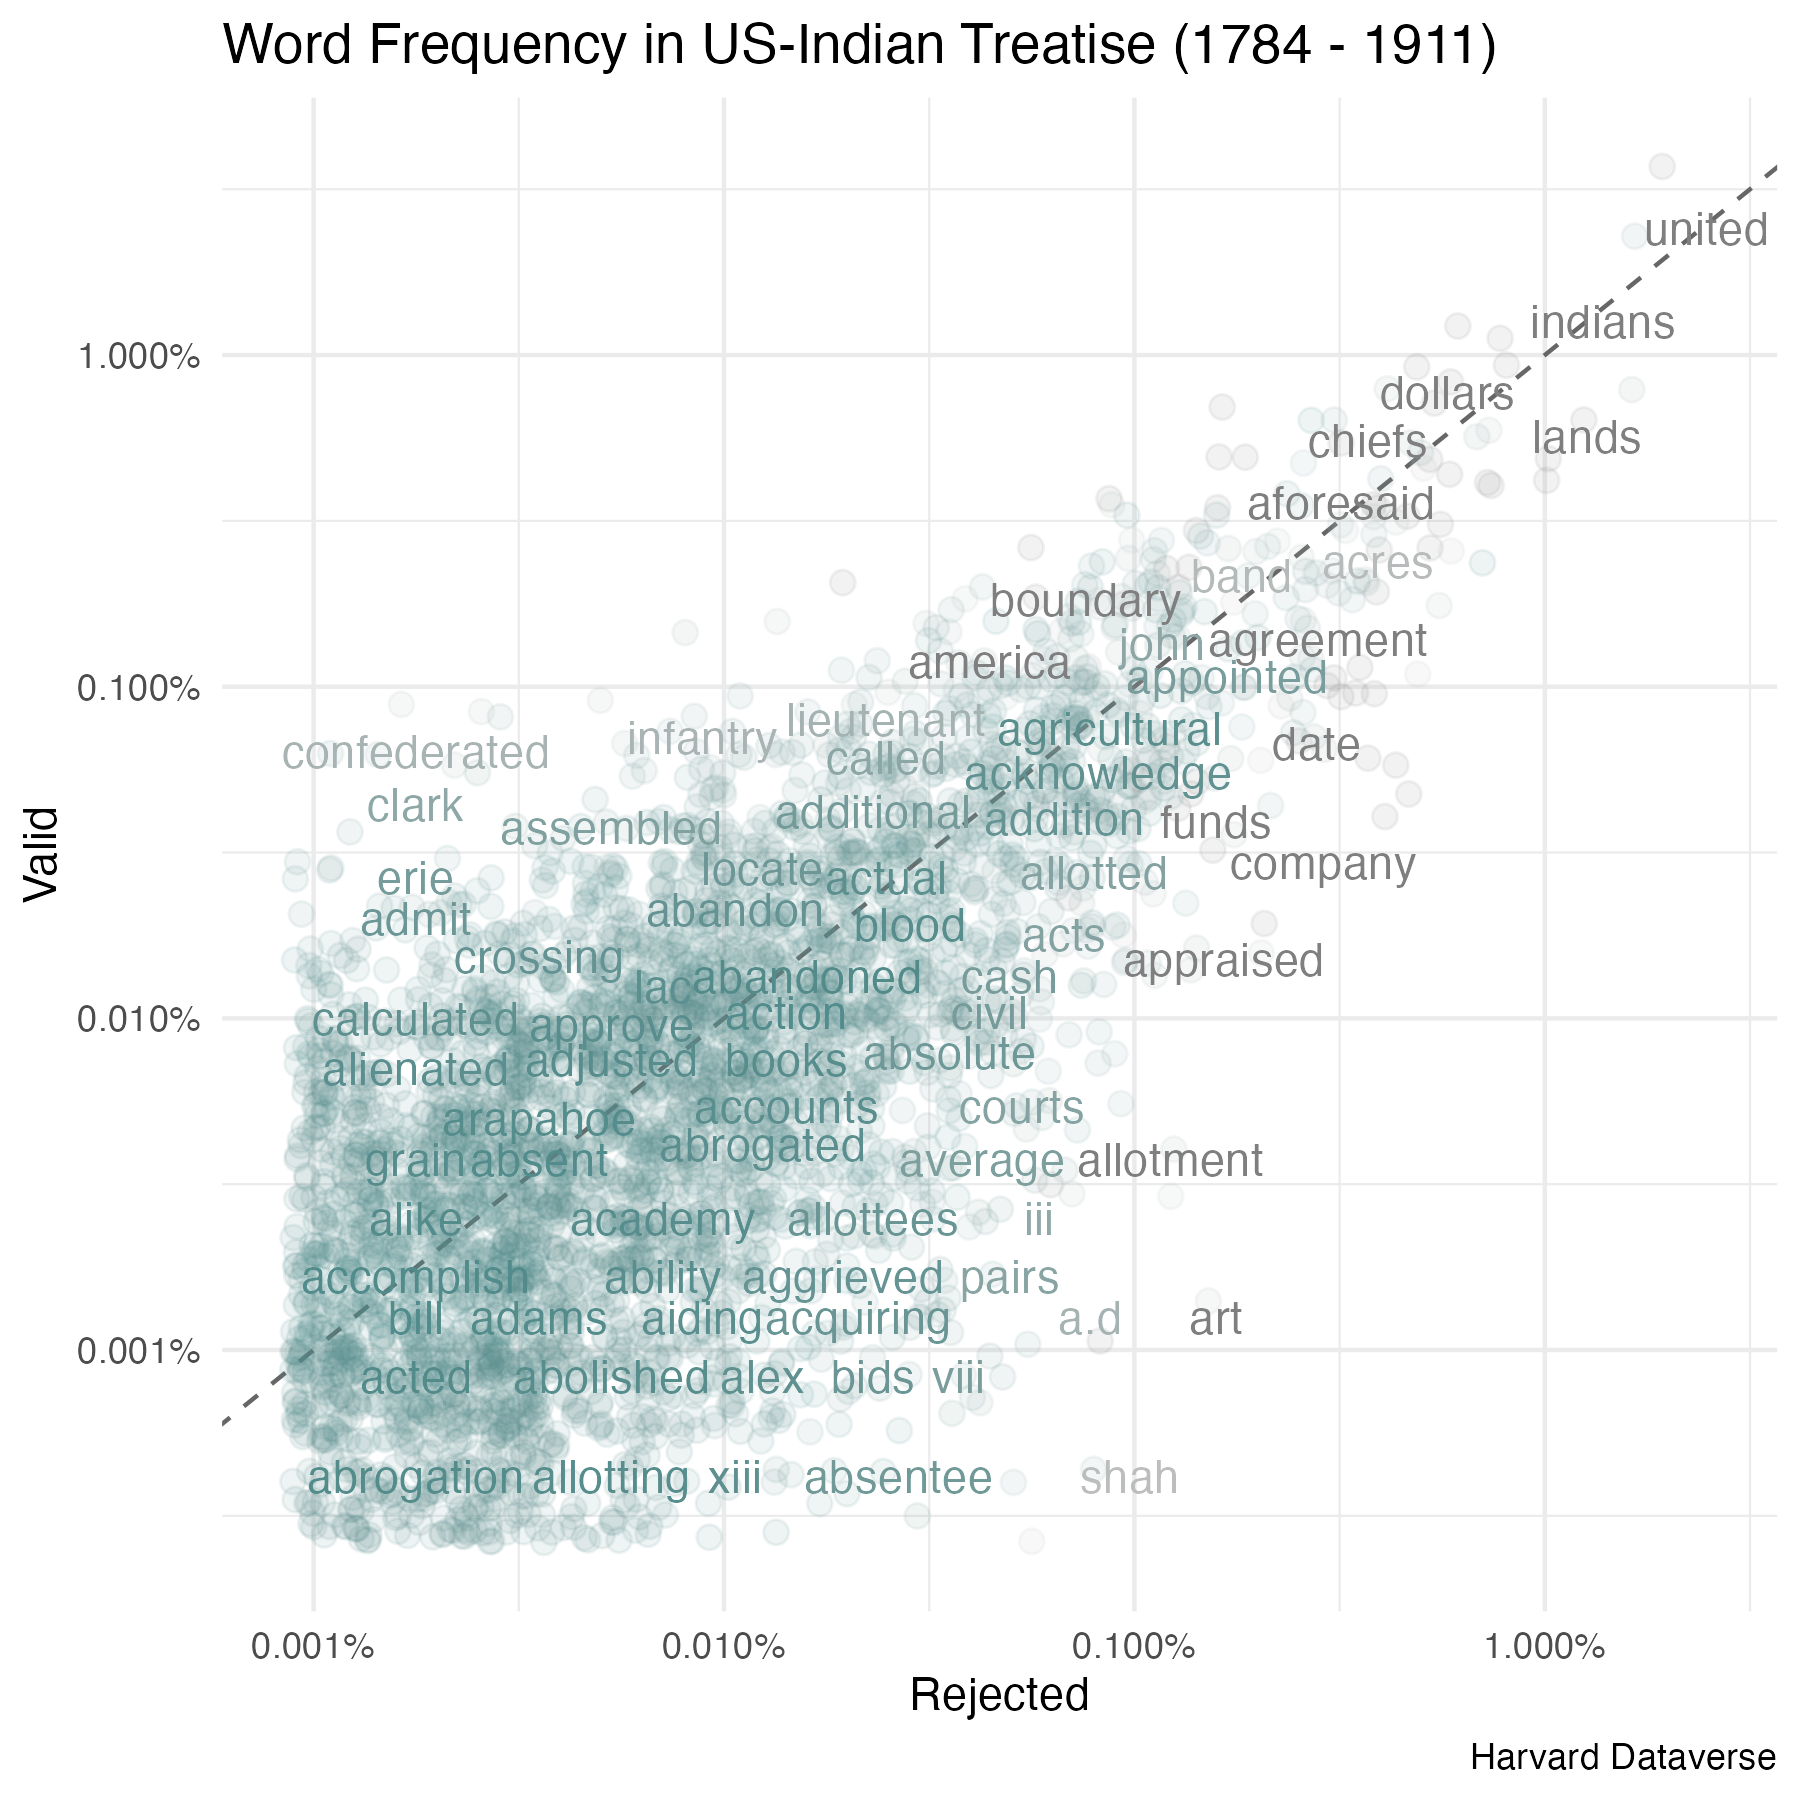 Word Frequency in US-Indian Treatise (1784 - 1911)
united
indians
1.000%
dollars
chiefs
lands
aforesaid
acres
band
boundary
john
agreement
america
appointed
0.100%
lieutenant
agricultural
infantry
confederated
called
date
acknowledge
clark
additional
addition
funds
assembled
company
locate
actual
allotted
erie
abandon
admit
blood
acts
crossing
appraised
lac
abandoned
cash
0.010%
calculated
approve
action
civil
adjusted
books
absolute
alienated
accounts
courts
arapahoe
abrogated
grain
absent
average
allotment
alike
academy
allottees
iii
accomplish
ability
aggrieved
pairs
bill
adams
aiding
acquiring
a.d
art
0.001%
acted
abolished
alex
bids
viii
abrogation
allotting
xiii
absentee
shah
Valid
0.001%
0.010%
0.100%
1.000%
Rejected
Harvard Dataverse